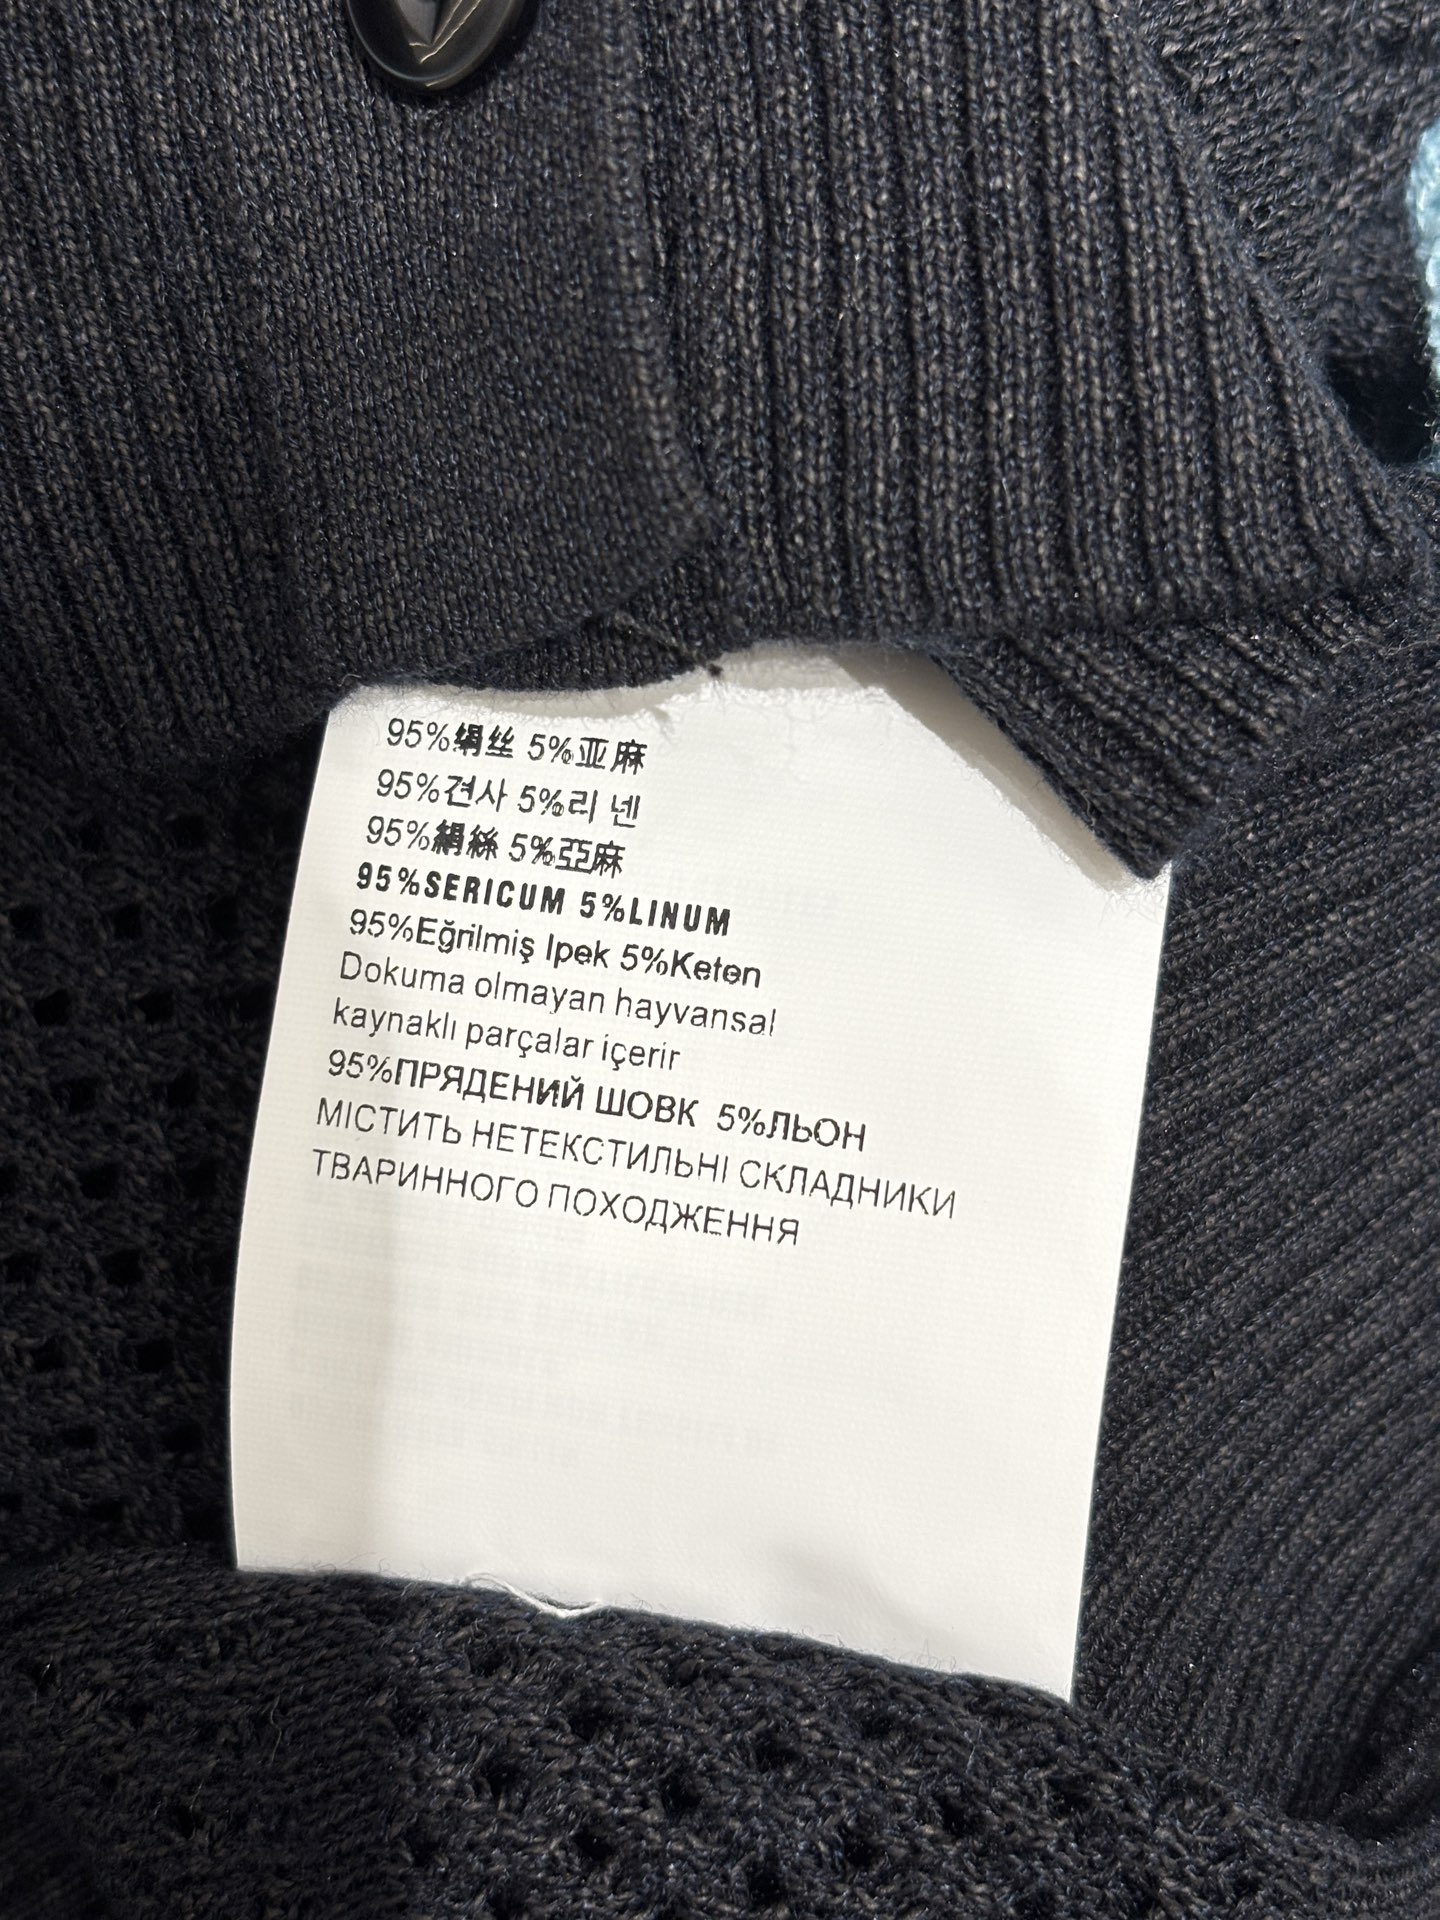 95%绢丝 5%亚麻
95%견사 5%리넨
95%絹絲 5%亞麻
95%SERICUM 5%LINUM
95%Eğrilmiş Ipek 5%Keten
Dokuma olmayan hayvansal
kaynaklı parçalar içerir
95%ПРЯДЕНИЙ ШОВК 5%ЛЬОН
МІСТИТЬ НЕТЕКСТИЛЬНІ СКЛАДНИКИ
ТВАРИННОГО ПОХОДЖЕННЯ